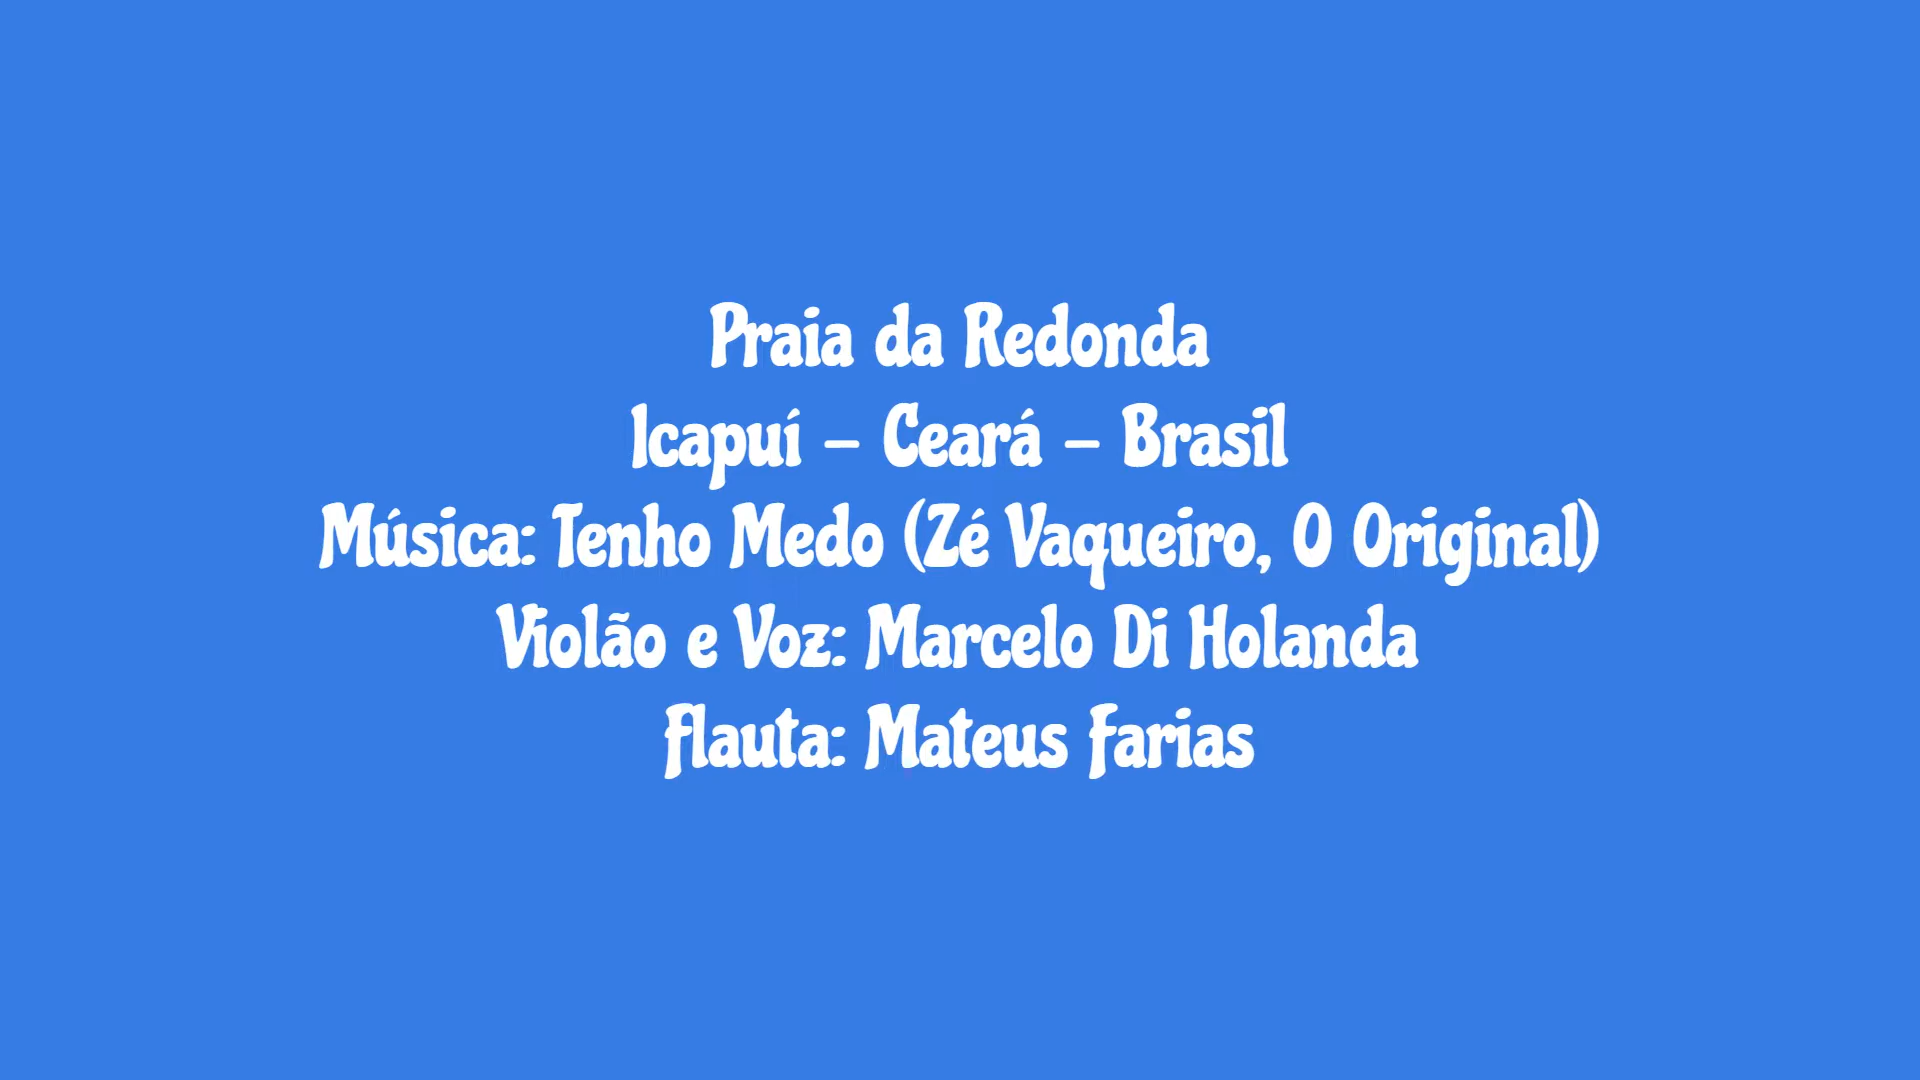 Praia da Redonda
Icapuí - Ceará - Brasil
Música: Tenho Medo (Zé Vaqueiro, O Original)
Violão e Voz: Marcelo Di Holanda
Flauta: Mateus Farias